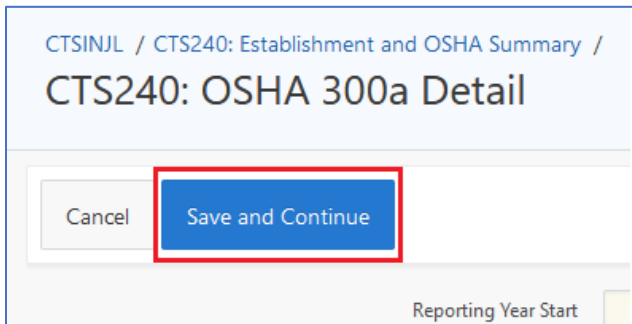 CTSINJL / CTS240: Establishment and OSHA Summary /
CTS240: OSHA 300a Detail
Cancel Save and Continue
Reporting Year Start